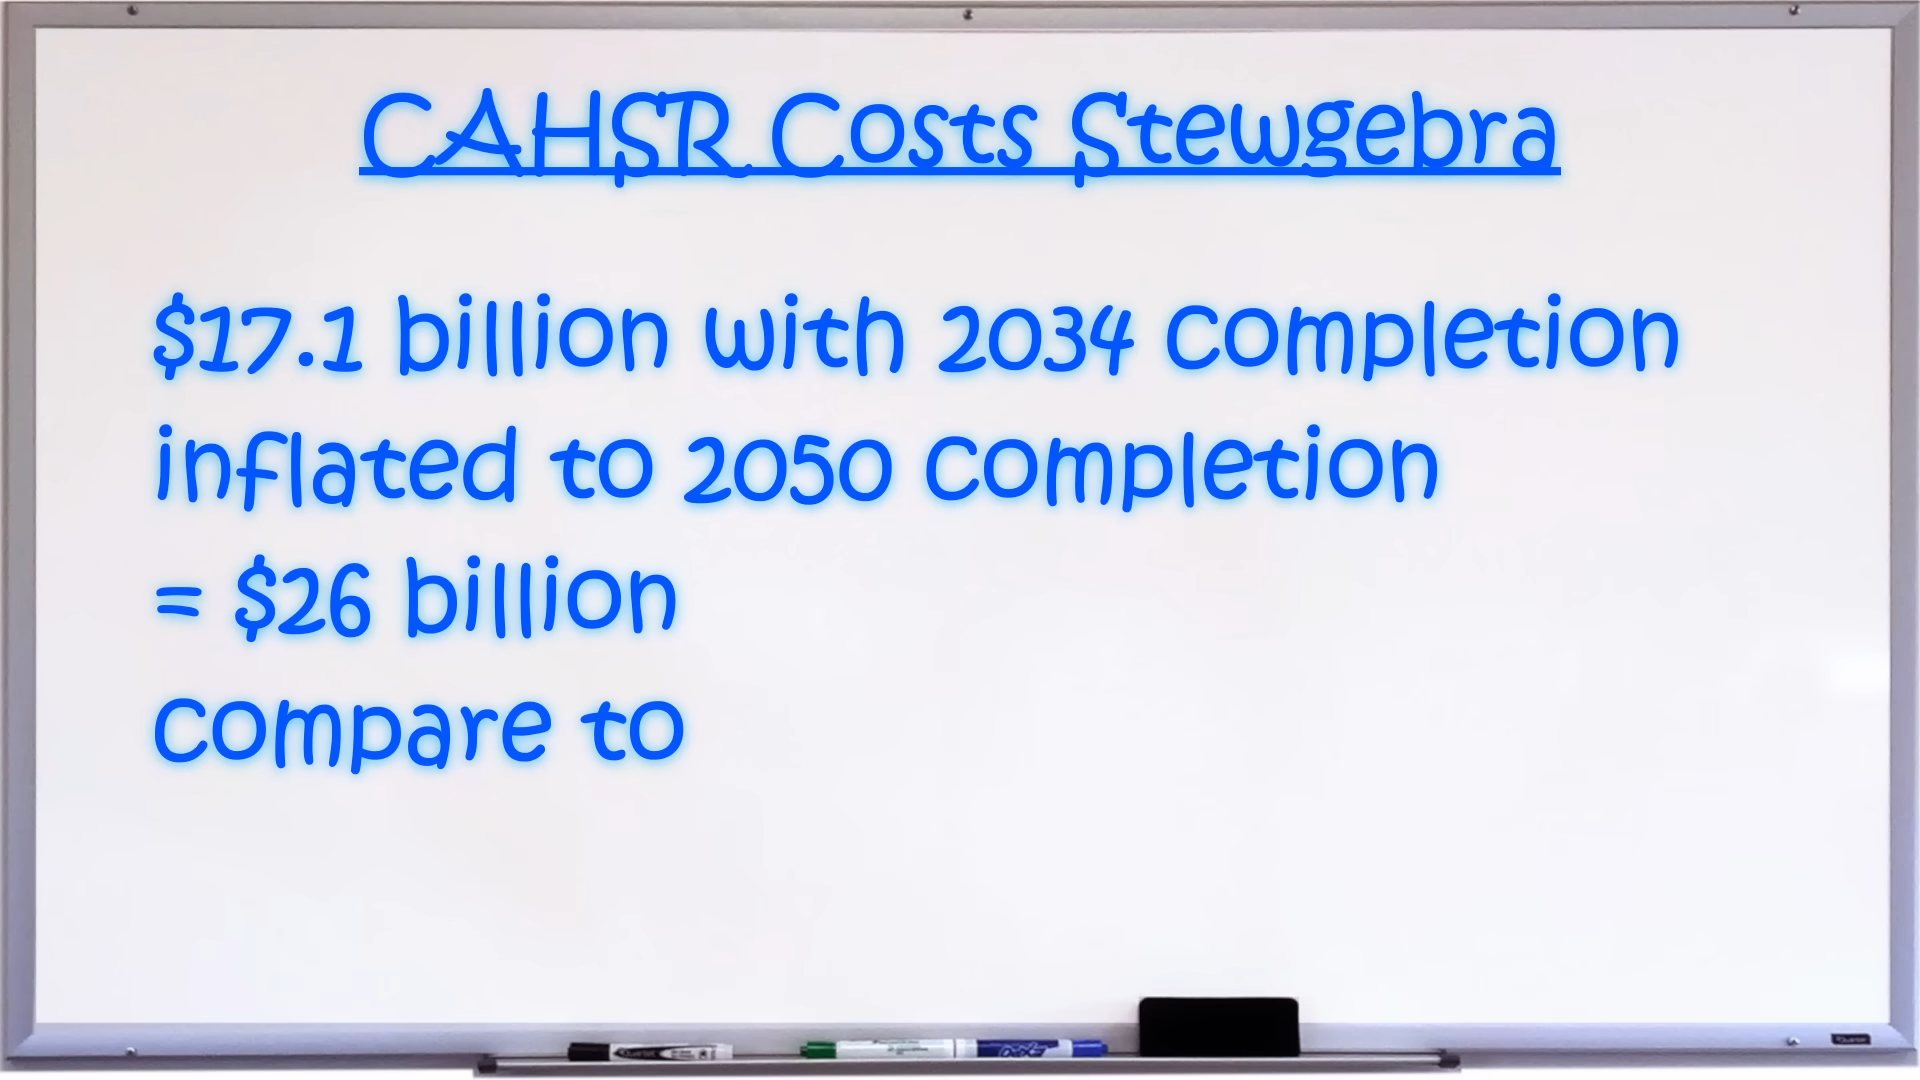 CAHSR Costs Stewgebra
$17.1 billion with 2034 completion
inflated to 2050 completion
= $26 billion
compare to